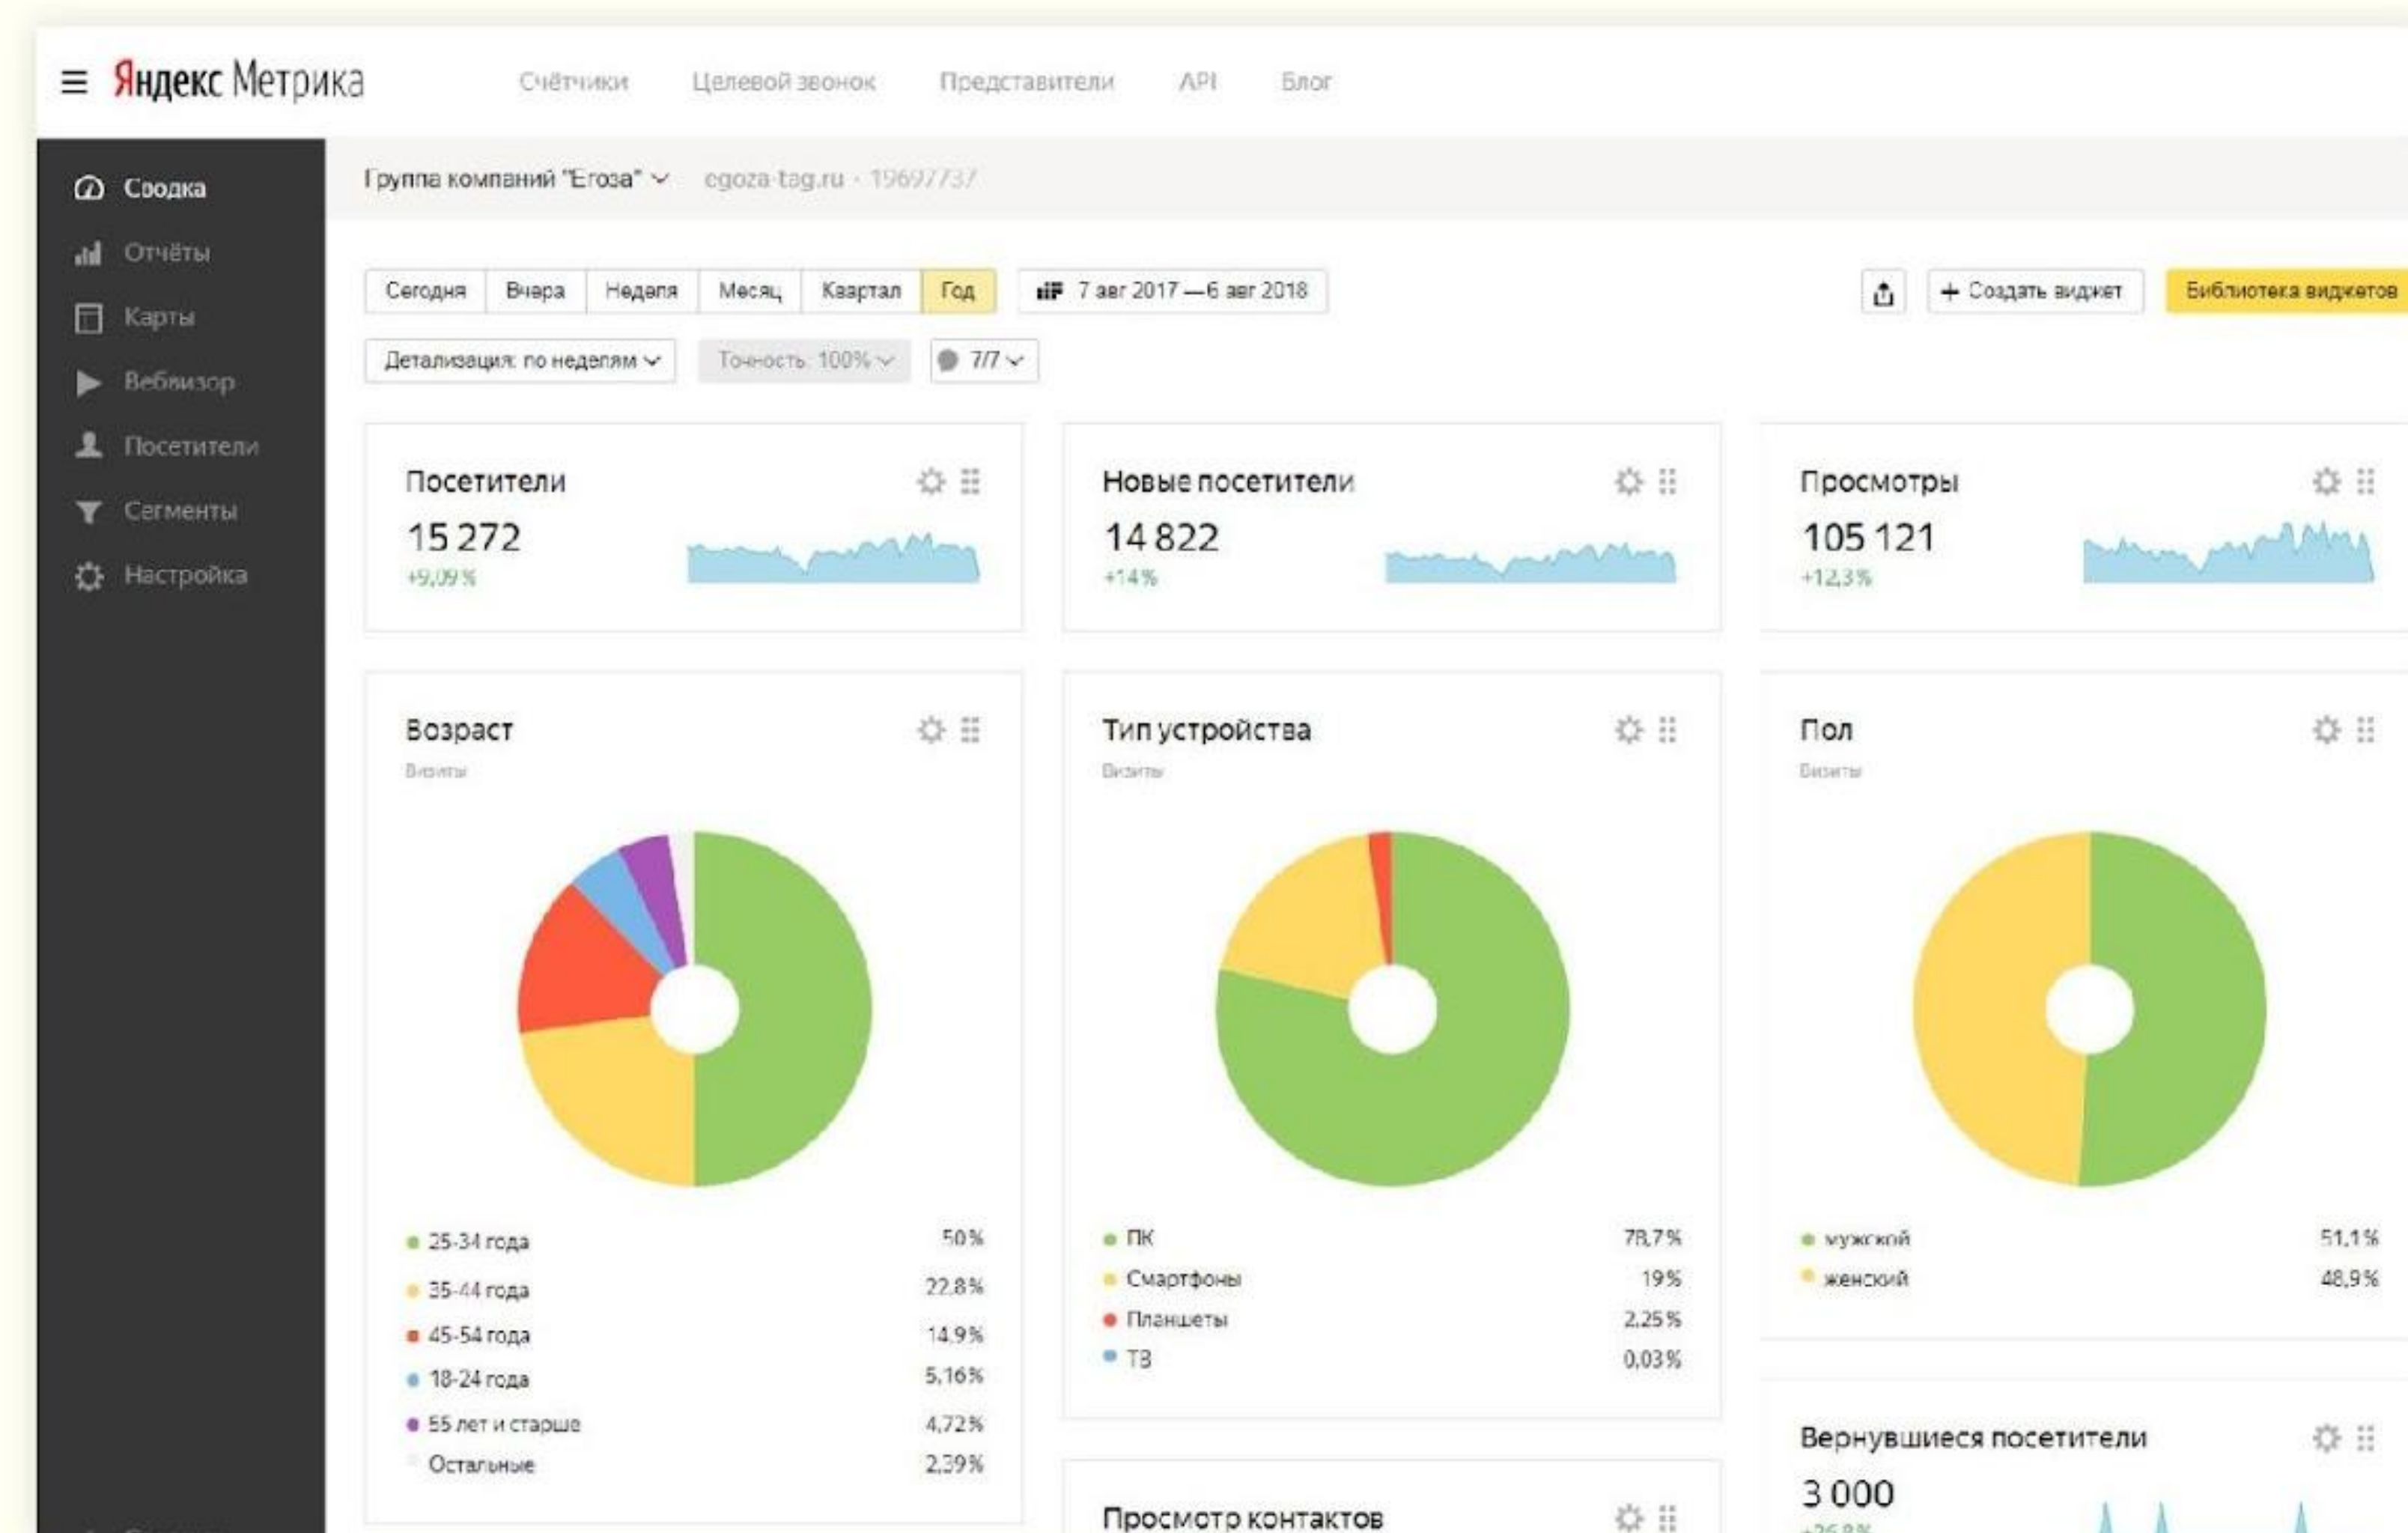 Яндекс Метрика
Счётчики Целевой звонок Представители API Блог
Сводка
Отчёты
Карты
Вебвизор
Посетители
Сегменты
Настройка
Группа компаний "Егоза" egoza-tag.ru · 19697737
Сегодня Вчера Неделя Месяц Квартал Год 7 авг 2017 — 6 авг 2018
+ Создать виджет Библиотека виджетов
Детализация: по неделям Точность: 100% 7/7
Посетители
15 272
+9,09%
Новые посетители
14 822
+14%
Просмотры
105 121
+12,3%
Возраст
Визиты
25-34 года 50%
35-44 года 22,8%
45-54 года 14,9%
18-24 года 5,16%
55 лет и старше 4,72%
Остальные 2,39%
Тип устройства
Визиты
ПК 78,7%
Смартфоны 19%
Планшеты 2,25%
ТВ 0,03%
Просмотр контактов
Пол
Визиты
мужской 51,1%
женский 48,9%
Вернувшиеся посетители
3 000